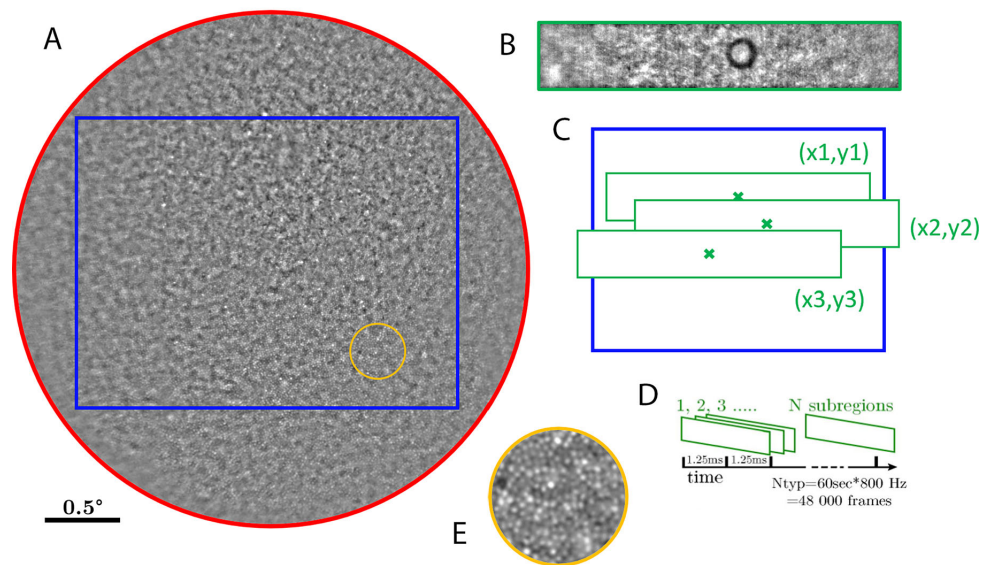 A
B
C
(x1,y1)
(x2,y2)
(x3,y3)
D
1, 2, 3 ..... N subregions
1.25ms 1.25ms
time
Ntyp=60sec*800 Hz
=48 000 frames
0.5°
E